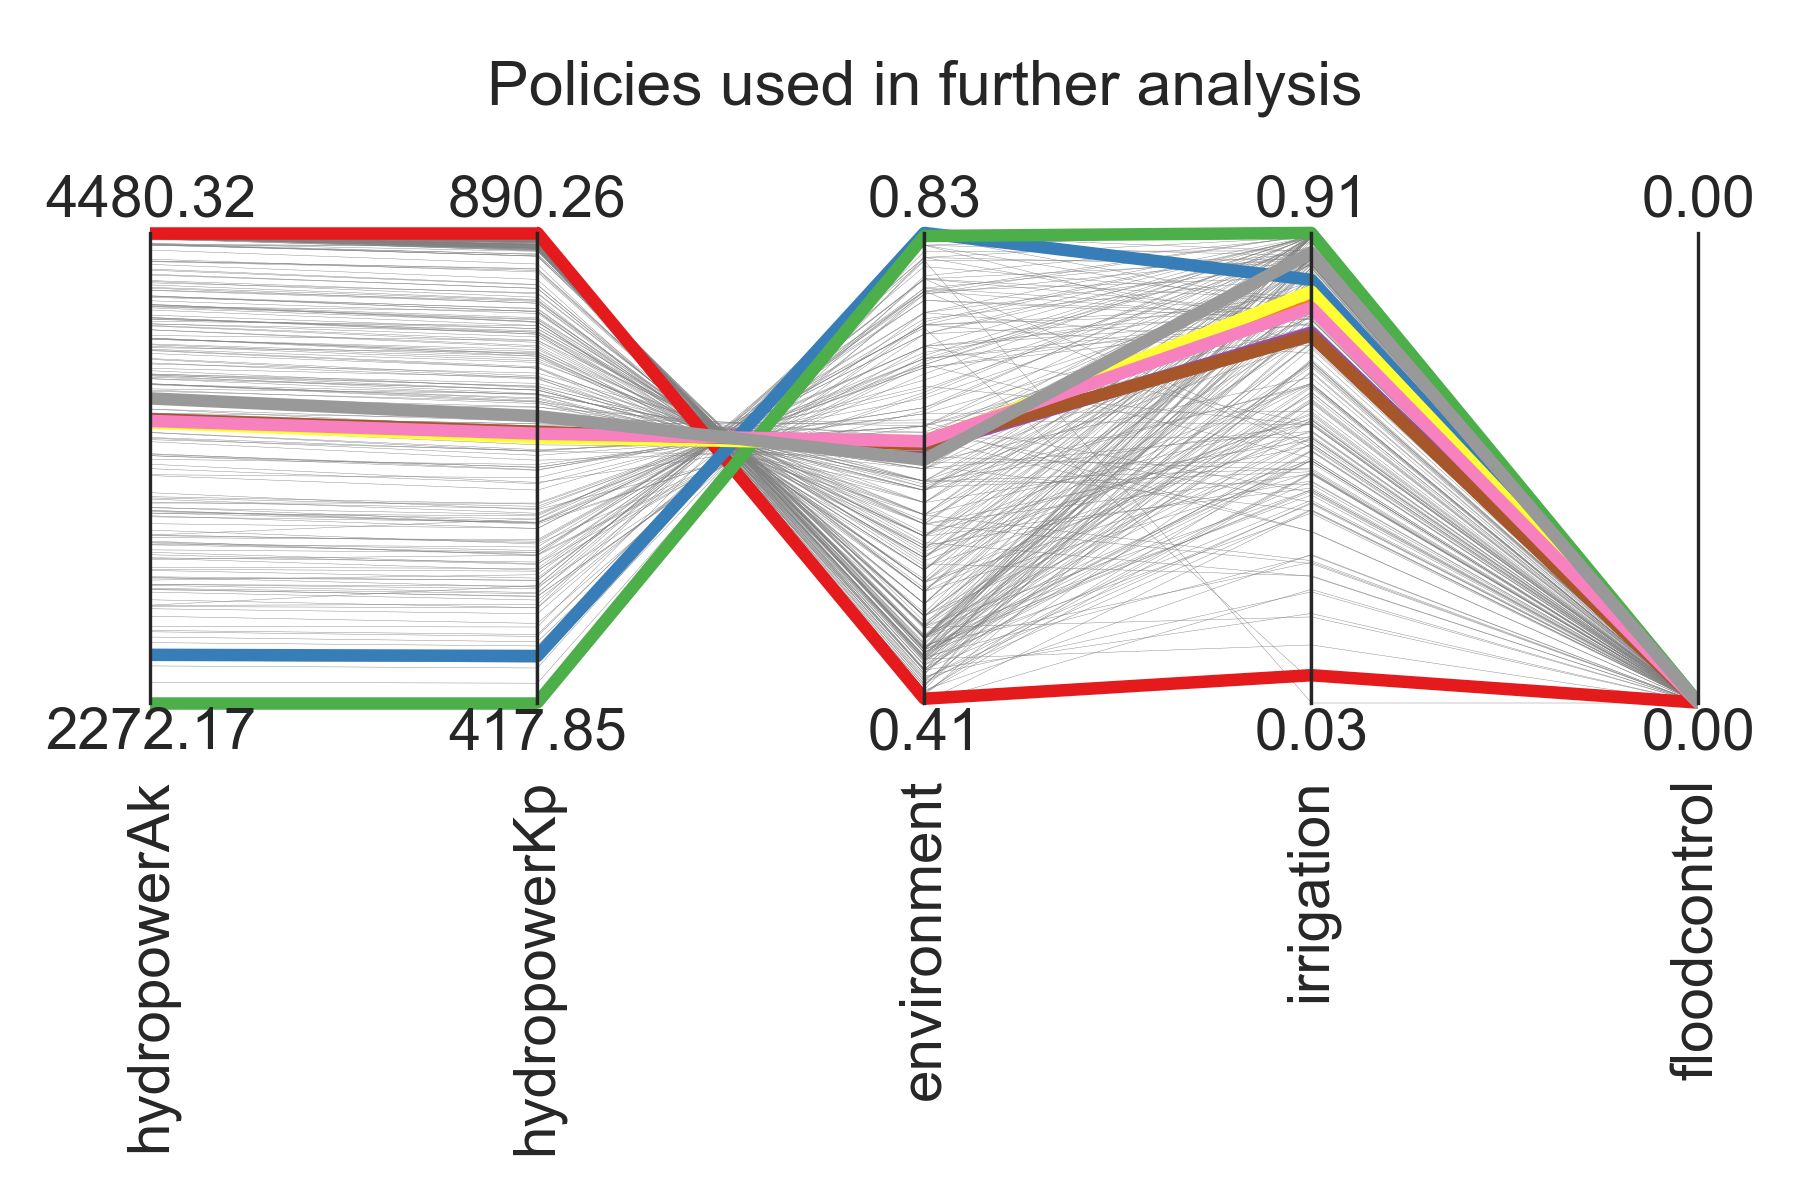 Policies used in further analysis
4480.32 890.26 0.83 0.91 0.00
2272.17 417.85 0.41 0.03 0.00
hydropowerAk
hydropowerKp
environment
irrigation
floodcontrol